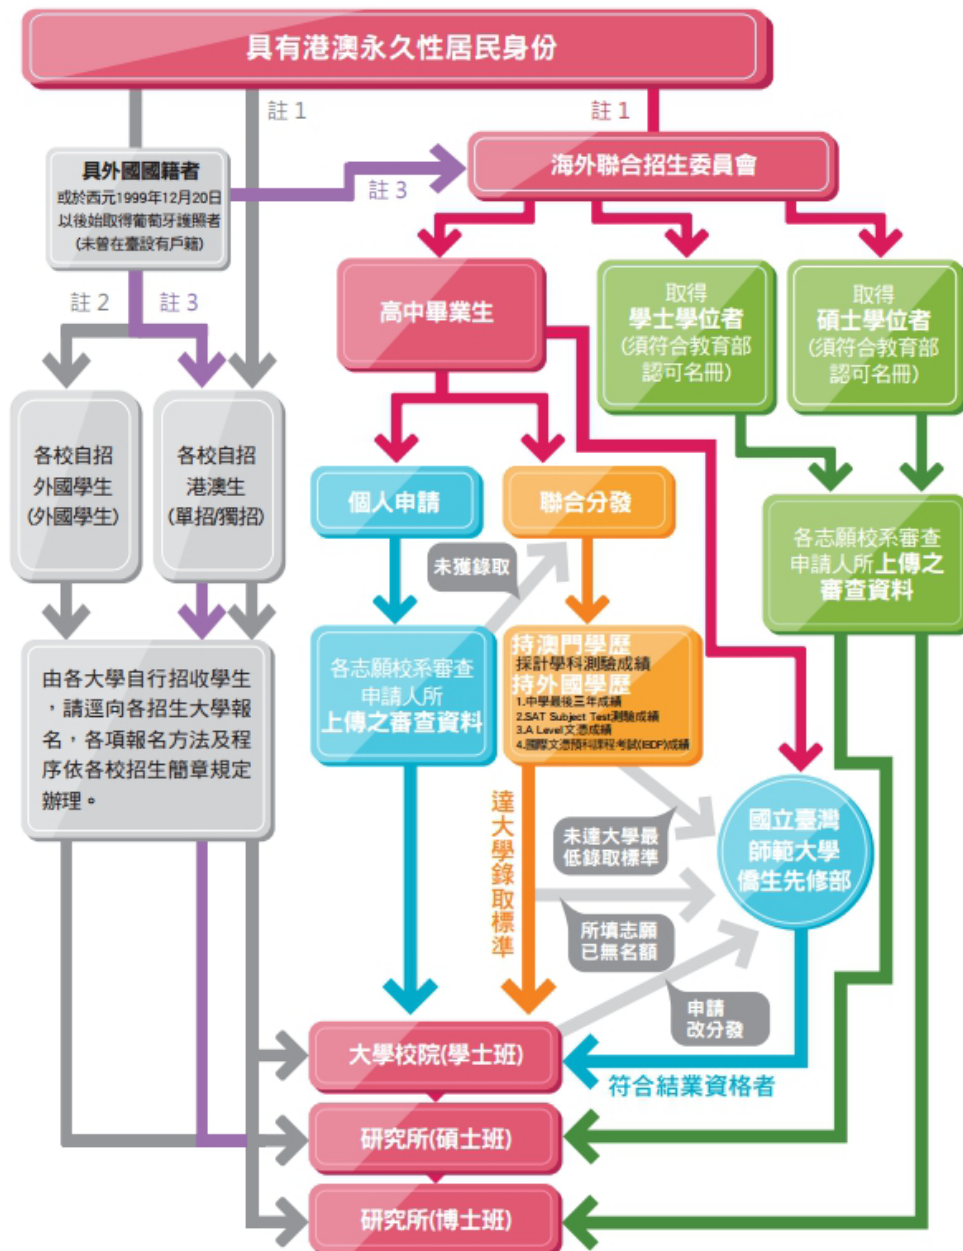 具有港澳永久性居民身份
註 1
註 1
具外國國籍者
或於西元1999年12月20日
以後始取得葡萄牙護照者
(未曾在臺設有戶籍)
註 3
海外聯合招生委員會
註 2
註 3
高中畢業生
取得
學士學位者
(須符合教育部
認可名冊)
取得
碩士學位者
(須符合教育部
認可名冊)
各校自招
外國學生
(外國學生)
各校自招
港澳生
(單招/獨招)
個人申請
聯合分發
未獲錄取
各志願校系審查
申請人所上傳之
審查資料
各志願校系審查
申請人所
上傳之審查資料
持澳門學歷
採計學科測驗成績
持外國學歷
1.中學最後三年成績
2.SAT Subject Test測驗成績
3.A Level文憑成績
4.國際文憑預科課程考試(IBDP)成績
由各大學自行招收學生
，請逕向各招生大學報
名，各項報名方法及程
序依各校招生簡章規定
辦理。
達大學錄取標準
未達大學最
低錄取標準
國立臺灣
師範大學
僑生先修部
所填志願
已無名額
申請
改分發
大學校院(學士班)
符合結業資格者
研究所(碩士班)
研究所(博士班)